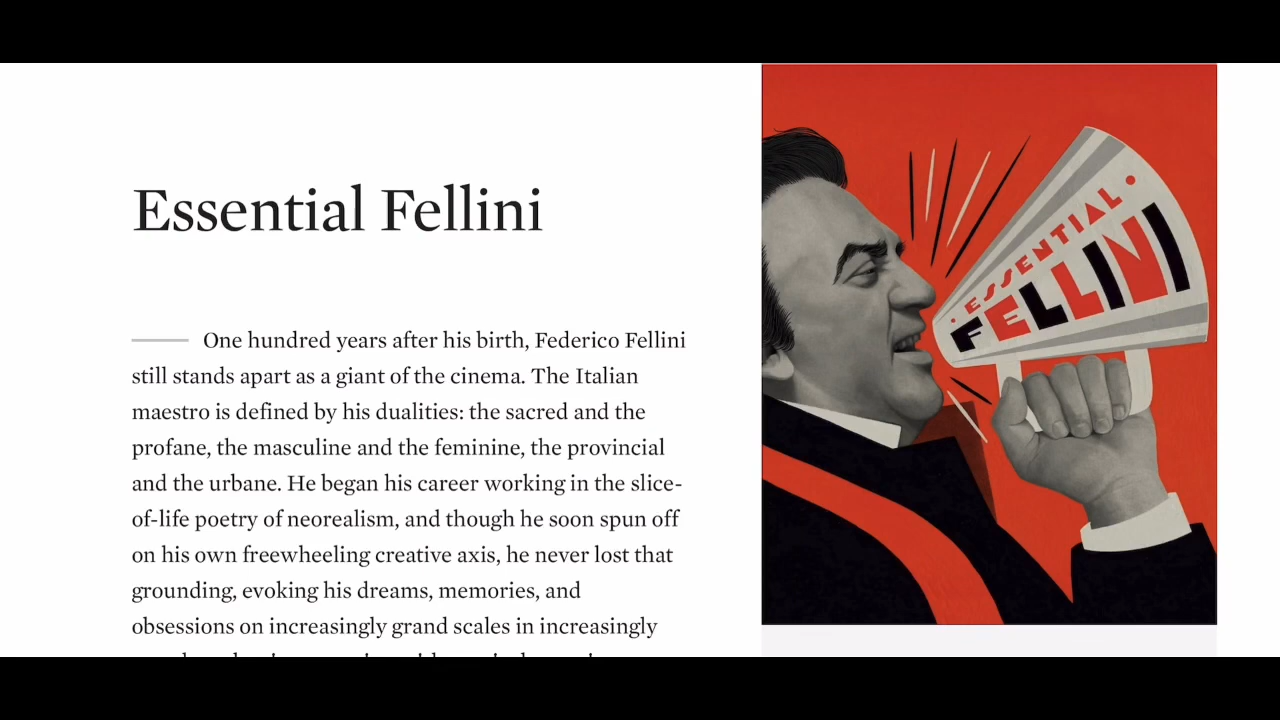 Essential Fellini
One hundred years after his birth, Federico Fellini
still stands apart as a giant of the cinema. The Italian
maestro is defined by his dualities: the sacred and the
profane, the masculine and the feminine, the provincial
and the urbane. He began his career working in the slice-
of-life poetry of neorealism, and though he soon spun off
on his own freewheeling creative axis, he never lost that
grounding, evoking his dreams, memories, and
obsessions on increasingly grand scales in increasingly
• ESSENTIAL •
FELLINI